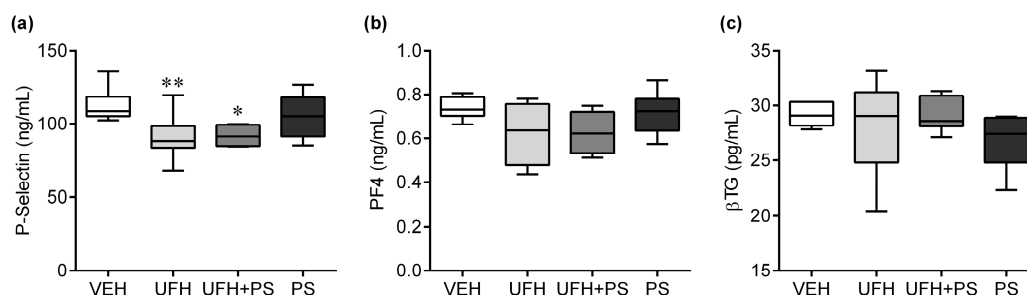 (a)
P-Selectin (ng/mL)
150
100
50
0
**
*
VEH UFH UFH+PS PS
(b)
PF4 (ng/mL)
1.0
0.8
0.6
0.4
0.2
0.0
VEH UFH UFH+PS PS
(c)
βTG (pg/mL)
35
30
25
20
15
VEH UFH UFH+PS PS